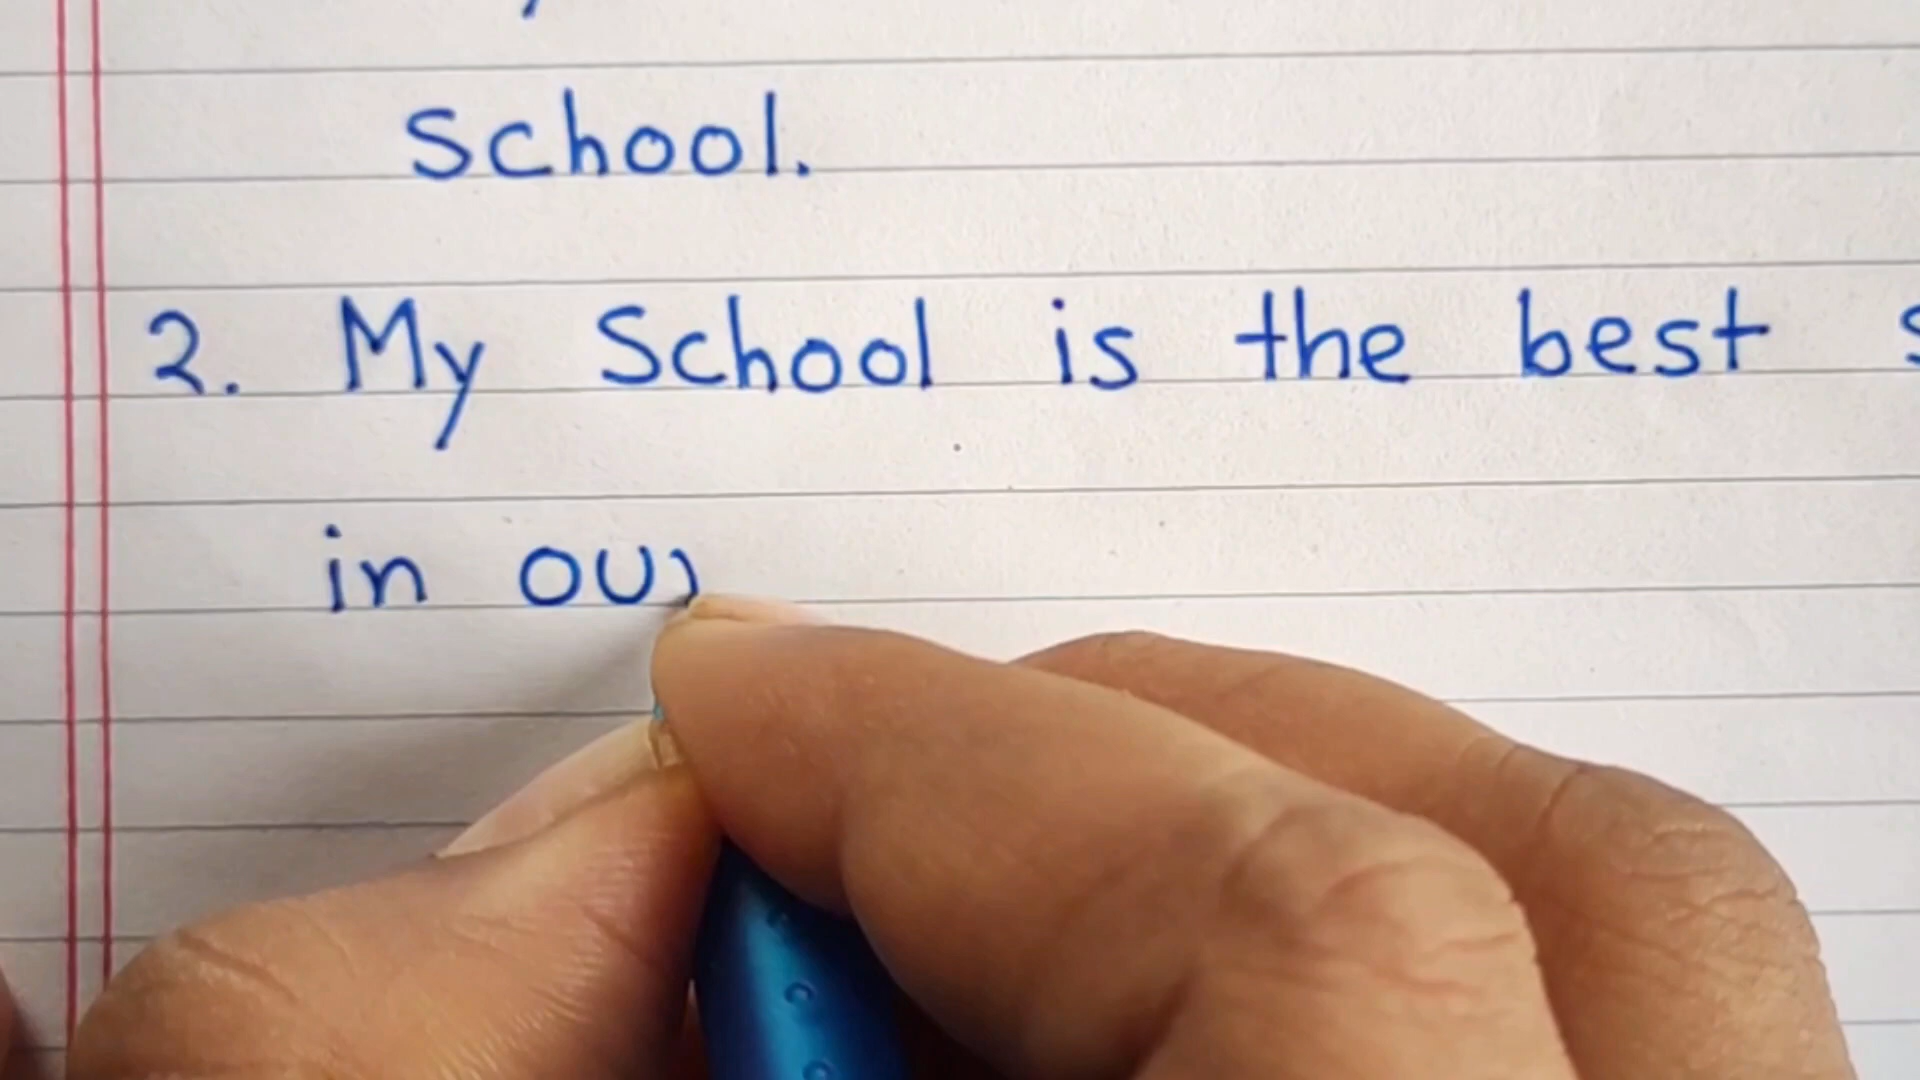 School.
2. My School is the best
in ou